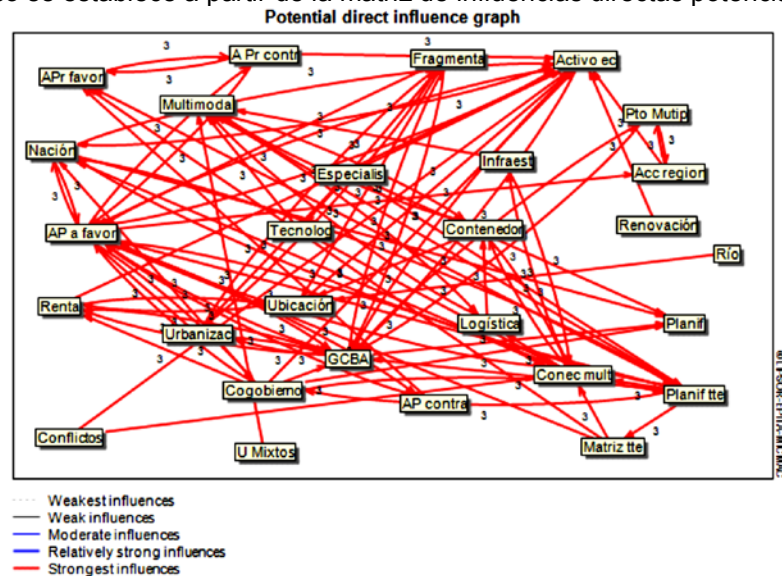 se establece a partir de la matriz de influencias directas potenci
Potential direct influence graph
A Pr contr
Fragmenta
Activo ec
APr favor
Multimodal
Pto Mutip
Nación
Infraest
Especialis
Acc region
AP a favor
Tecnolog
Contenedor
Renovación
Río
Renta
Ubicación
Urbanizac
Logística
Planif
GCBA
Cogobierno
Conec mult
AP contra
Planif tte
Conflictos
U Mixtos
Matriz tte
Weakest influences
Weak influences
Moderate influences
Relatively strong influences
Strongest influences